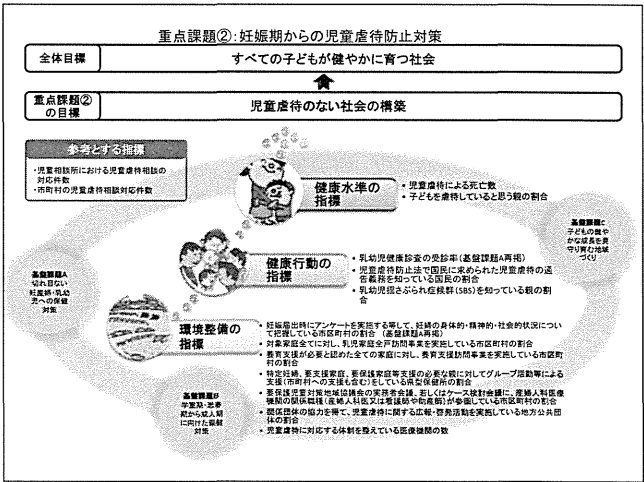 重点課題②:妊娠期からの児童虐待防止対策
全体目標
すべての子どもが健やかに育つ社会
重点課題②
の目標
児童虐待のない社会の構築
参考とする指標
・児童相談所における児童虐待相談の
対応件数
・市町村の児童虐待相談対応件数
健康水準の
指標
• 児童虐待による死亡数
• 子どもを虐待していると思う親の割合
基盤課題C
子どもの健や
かな成長を見
守り育む地域
づくり
健康行動の
指標
• 乳幼児健康診査の受診率(基盤課題A再掲)
• 児童虐待防止法で国民に求められた児童虐待の通
告義務を知っている国民の割合
• 乳幼児揺さぶられ症候群(SBS)を知っている親の割
合
基盤課題A
切れ目ない
妊産婦・乳幼
児への保健
対策
環境整備の
指標
• 妊娠届出時にアンケートを実施する等して、妊婦の身体的・精神的・社会的状況につい
て把握している市区町村の割合 (基盤課題A再掲)
• 対象家庭全てに対し、乳児家庭全戸訪問事業を実施している市区町村の割合
• 養育支援が必要と認めた全ての家庭に対し、養育支援訪問事業を実施している市区町
村の割合
• 特定妊婦、要支援家庭、要保護家庭等支援の必要な親に対してグループ活動等による
支援(市町村への支援も含む)をしている県型保健所の割合
• 要保護児童対策地域協議会の実務者会議、若しくはケース検討会議に、産婦人科医療
機関の関係職種(産婦人科医又は看護師や助産師)が参画している市区町村の割合
• 関係団体の協力を得て、児童虐待に関する広報・啓発活動を実施している地方公共団
体の割合
• 児童虐待に対応する体制を整えている医療機関の数
基盤課題B
学童期・思春
期から成人期
に向けた保健
対策